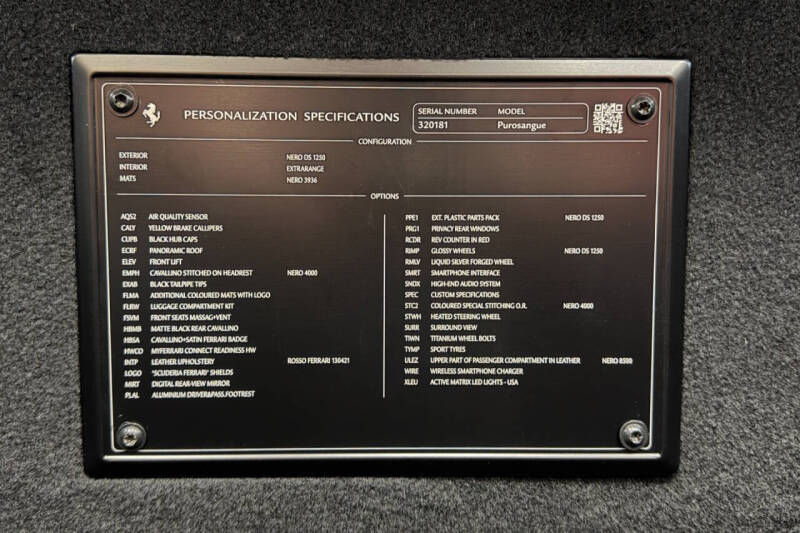 PERSONALIZATION SPECIFICATIONS
SERIAL NUMBER MODEL
320181 Purosangue
CONFIGURATION
EXTERIOR NERO DS 1250
INTERIOR EXTRARANGE
MATS NERO 3936
OPTIONS
AQS2 AIR QUALITY SENSOR
CALY YELLOW BRAKE CALLIPERS
CUPB BLACK HUB CAPS
ECRF PANORAMIC ROOF
ELEV FRONT LIFT
EMPH CAVALLINO STITCHED ON HEADREST NERO 4000
EXAB BLACK TAILPIPE TIPS
FLMA ADDITIONAL COLOURED MATS WITH LOGO
FLRW LUGGAGE COMPARTMENT KIT
FSVM FRONT SEATS MASSAG+VENT
HBMB MATTE BLACK REAR CAVALLINO
HBSA CAVALLINO+SATIN FERRARI BADGE
HWCO MYFERRARI CONNECT READINESS HW
INTP LEATHER UPHOLSTERY ROSSO FERRARI 130421
LOGO "SCUDERIA FERRARI" SHIELDS
MIRT DIGITAL REAR-VIEW MIRROR
PLAL ALUMINIUM DRIVER&PASS.FOOTREST
PPE1 EXT. PLASTIC PARTS PACK NERO DS 1250
PRG1 PRIVACY REAR WINDOWS
RCDR REV COUNTER IN RED
RIMP GLOSSY WHEELS NERO DS 1250
RMLV LIQUID SILVER FORGED WHEEL
SMRT SMARTPHONE INTERFACE
SNDX HIGH-END AUDIO SYSTEM
SPEC CUSTOM SPECIFICATIONS
STC2 COLOURED SPECIAL STITCHING O.R. NERO 4000
STWH HEATED STEERING WHEEL
SURR SURROUND VIEW
TIWN TITANIUM WHEEL BOLTS
TYMP SPORT TYRES
ULEZ UPPER PART OF PASSENGER COMPARTMENT IN LEATHER NERO 8500
WIRE WIRELESS SMARTPHONE CHARGER
XLEU ACTIVE MATRIX LED LIGHTS - USA